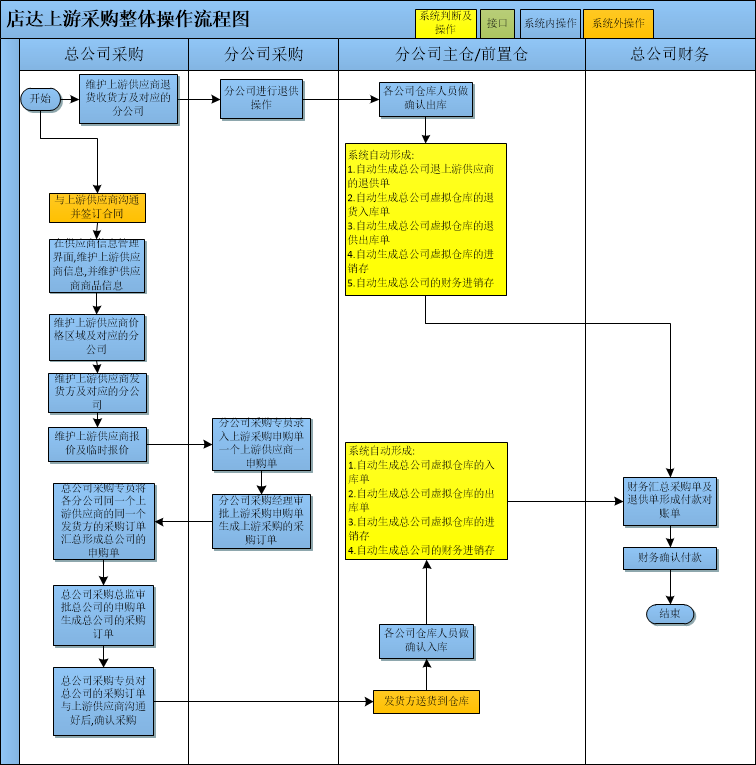 店达上游采购整体操作流程图
系统判断及
操作
接口
系统内操作
系统外操作
总公司采购
分公司采购
分公司主仓/前置仓
总公司财务
开始
维护上游供应商退
货收货方及对应的
分公司
分公司进行退供
操作
各公司仓库人员做
确认出库
系统自动形成:
1.自动生成总公司退上游供应商
的退供单
2.自动生成总公司虚拟仓库的退
货入库单
3.自动生成总公司虚拟仓库的退
供出库单
4.自动生成总公司虚拟仓库的进
销存
5.自动生成总公司的财务进销存
与上游供应商沟通
并签订合同
在供应商信息管理
界面,维护上游供应
商信息,并维护供应
商商品信息
维护上游供应商价
格区域及对应的分
公司
维护上游供应商发
货方及对应的分公
司
维护上游供应商报
价及临时报价
分公司采购专员录
入上游采购申购单
一个上游供应商一
申购单
分公司采购经理审
批上游采购申购单
生成上游采购的采
购订单
总公司采购专员将
各分公司同一个上
游供应商的同一个
发货方的采购订单
汇总形成总公司的
申购单
总公司采购总监审
批总公司的申购单
生成总公司的采购
订单
总公司采购专员对
总公司的采购订单
与上游供应商沟通
好后,确认采购
系统自动形成:
1.自动生成总公司虚拟仓库的入
库单
2.自动生成总公司虚拟仓库的出
库单
3.自动生成总公司虚拟仓库的进
销存
4.自动生成总公司的财务进销存
各公司仓库人员做
确认入库
发货方送货到仓库
财务汇总采购单及
退供单形成付款对
账单
财务确认付款
结束